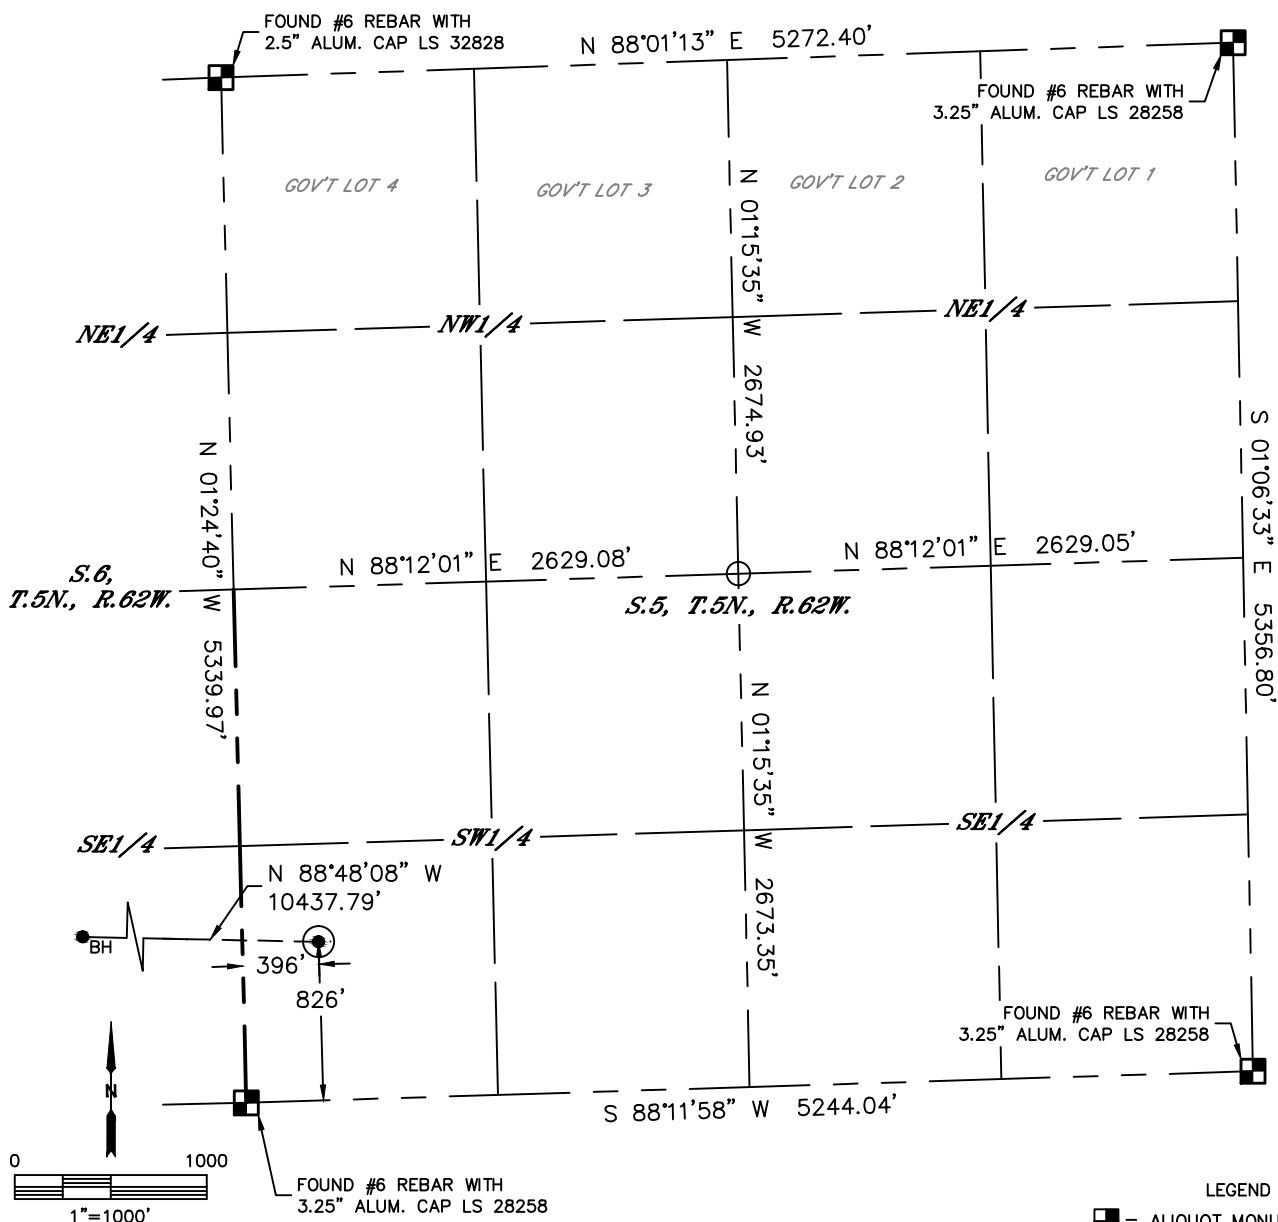 FOUND #6 REBAR WITH
2.5" ALUM. CAP LS 32828
N 88°01'13" E 5272.40'
FOUND #6 REBAR WITH
3.25" ALUM. CAP LS 28258
GOV'T LOT 4
GOV'T LOT 3
GOV'T LOT 2
GOV'T LOT 1
N 01°15'35" W 2674.93'
NE1/4
NW1/4
NE1/4
N 01°24'40" W 5339.97'
S 01°06'33" E 5356.80'
N 88°12'01" E 2629.08'
N 88°12'01" E 2629.05'
S.6,
T.5N., R.62W.
S.5, T.5N., R.62W.
N 01°15'35" W 2673.35'
SE1/4
SW1/4
SE1/4
N 88°48'08" W
10437.79'
BH
396'
826'
FOUND #6 REBAR WITH
3.25" ALUM. CAP LS 28258
N
S 88°11'58" W 5244.04'
0 1000
1"=1000'
FOUND #6 REBAR WITH
3.25" ALUM. CAP LS 28258
LEGEND
= ALIQUOT